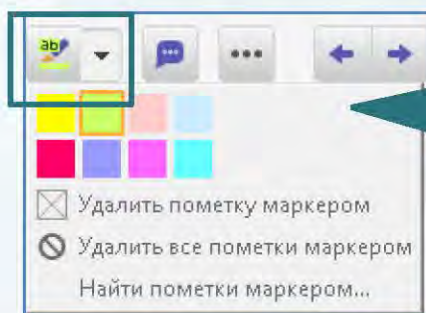 ab
Удалить пометку маркером
Удалить все пометки маркером
Найти пометки маркером...